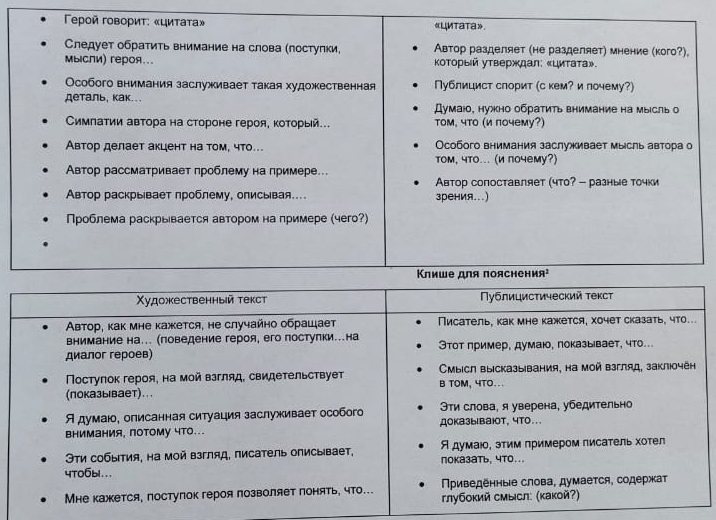 • Герой говорит: «цитата»
• Следует обратить внимание на слова (поступки,
мысли) героя…
• Особого внимания заслуживает такая художественная
деталь, как…
• Симпатии автора на стороне героя, который…
• Автор делает акцент на том, что…
• Автор рассматривает проблему на примере…
• Автор раскрывает проблему, описывая….
• Проблема раскрывается автором на примере (чего?)
•
«цитата».
• Автор разделяет (не разделяет) мнение (кого?),
который утверждал: «цитата».
• Публицист спорит (с кем? и почему?)
• Думаю, нужно обратить внимание на мысль о
том, что (и почему?)
• Особого внимания заслуживает мысль автора о
том, что… (и почему?)
• Автор сопоставляет (что? – разные точки
зрения…)
Клише для пояснения²
Художественный текст
• Автор, как мне кажется, не случайно обращает
внимание на… (поведение героя, его поступки…на
диалог героев)
• Поступок героя, на мой взгляд, свидетельствует
(показывает)…
• Я думаю, описанная ситуация заслуживает особого
внимания, потому что…
• Эти события, на мой взгляд, писатель описывает,
чтобы…
• Мне кажется, поступок героя позволяет понять, что…
Публицистический текст
• Писатель, как мне кажется, хочет сказать, что…
• Этот пример, думаю, показывает, что…
• Смысл высказывания, на мой взгляд, заключён
в том, что…
• Эти слова, я уверена, убедительно
доказывают, что…
• Я думаю, этим примером писатель хотел
показать, что…
• Приведённые слова, думается, содержат
глубокий смысл: (какой?)